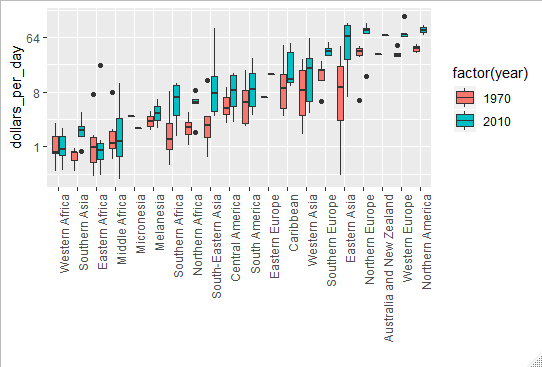 dollars_per_day
64
8
1
factor(year)
1970
2010
Western Africa
Southern Asia
Eastern Africa
Middle Africa
Micronesia
Melanesia
Southern Africa
Northern Africa
South-Eastern Asia
Central America
South America
Eastern Europe
Caribbean
Western Asia
Southern Europe
Eastern Asia
Northern Europe
Australia and New Zealand
Western Europe
Northern America